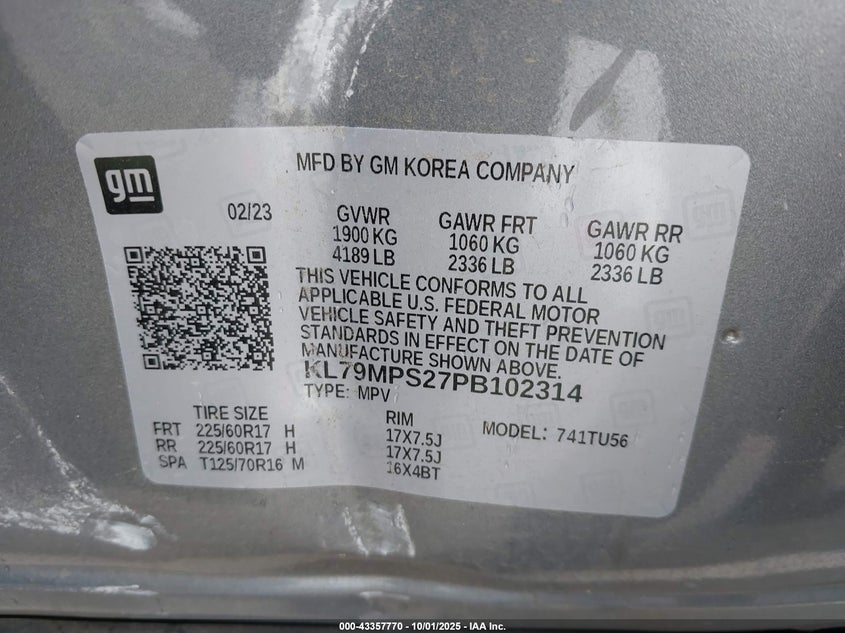 gm
MFD BY GM KOREA COMPANY
02/23
GVWR
1900 KG
4189 LB
GAWR FRT
1060 KG
2336 LB
GAWR RR
1060 KG
2336 LB
THIS VEHICLE CONFORMS TO ALL
APPLICABLE U.S. FEDERAL MOTOR
VEHICLE SAFETY AND THEFT PREVENTION
STANDARDS IN EFFECT ON THE DATE OF
MANUFACTURE SHOWN ABOVE.
KL79MPS27PB102314
TYPE: MPV
TIRE SIZE
FRT 225/60R17 H
RR 225/60R17 H
SPA T125/70R16 M
RIM
17X7.5J
17X7.5J
16X4BT
MODEL: 741TU56
000-43357770 - 10/01/2025 - IAA Inc.